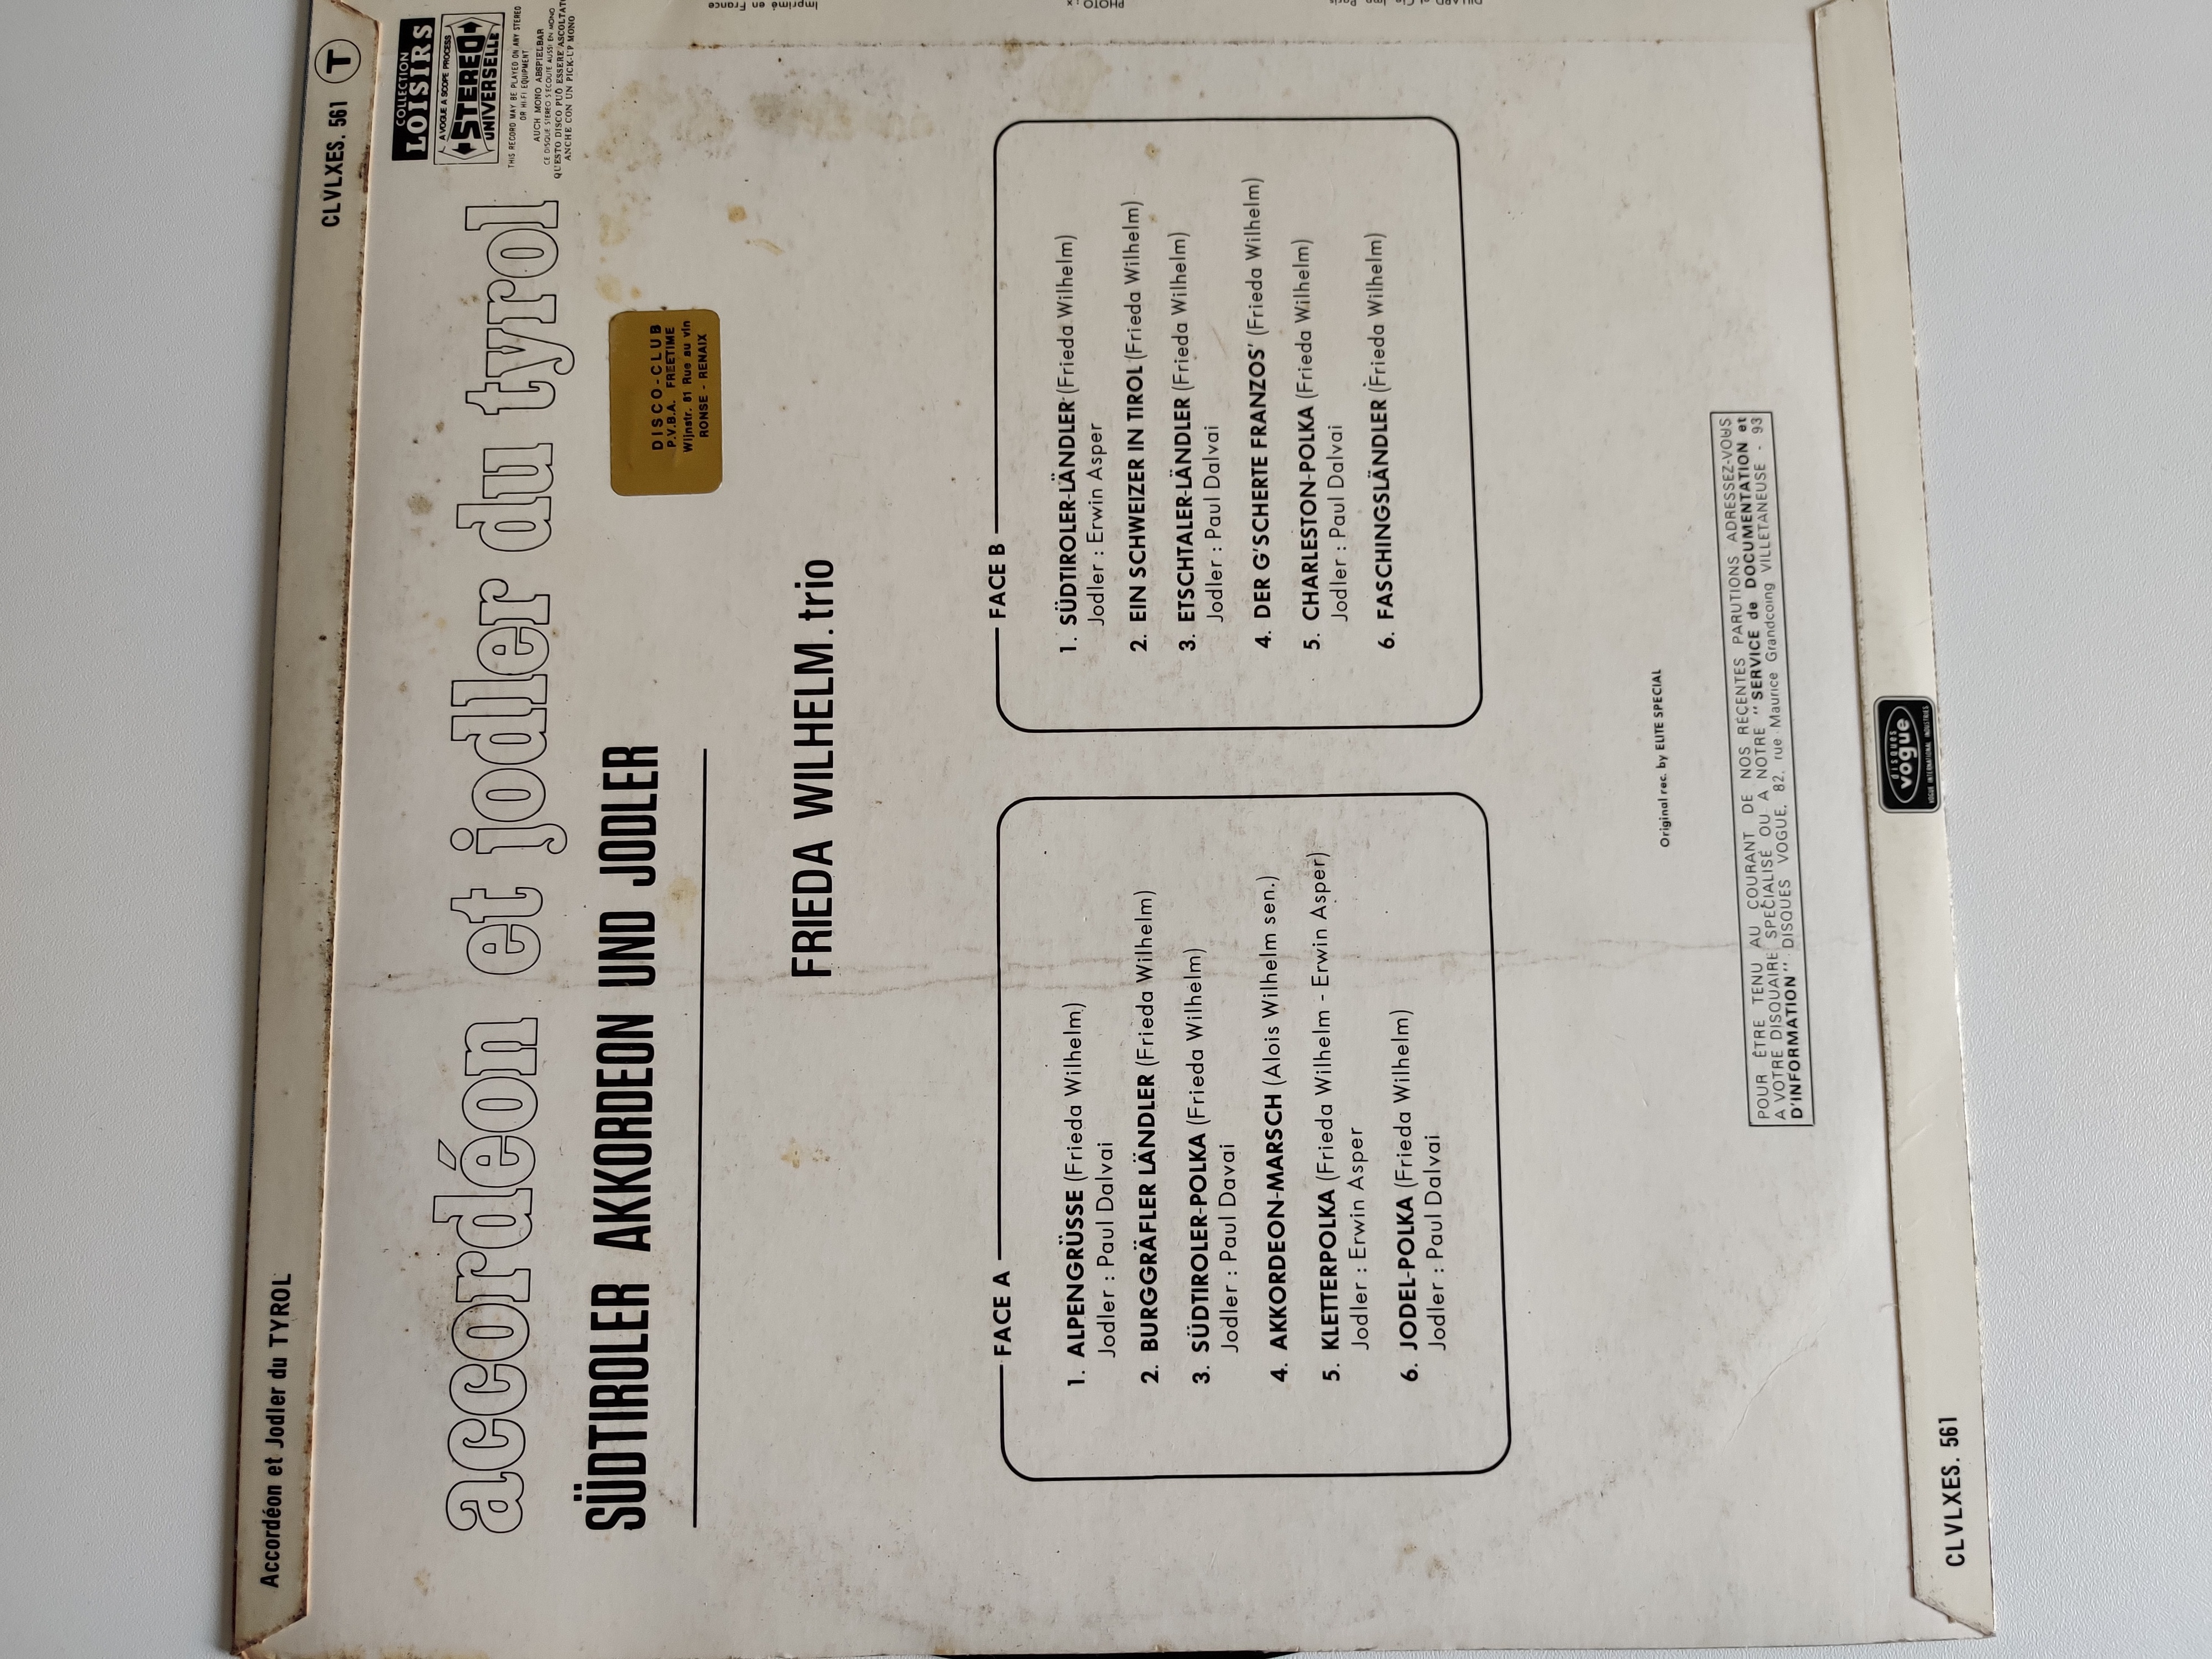 Accordéon et Jodler du TYROL
CLVLXES. 561 T
COLLECTION
LOISIRS
A VOGUE A SCOPE PROCESS
STEREO
UNIVERSELLE
THIS RECORD MAY BE PLAYED ON ANY STEREO
OR HI-FI EQUIPMENT
AUCH MONO ABSPIELBAR
CE DISQUE STEREO S'ECOUTE AUSSI EN MONO
QUESTO DISCO PUÒ ESSERE ASCOLTATO
ANCHE CON UN PICK-UP MONO
accordéon et jodler du tyrol
SÜDTIROLER AKKORDEON UND JODLER
DISCO-CLUB
P.V.B.A. FREETIME
Wijnstr. 81 Rue au vin
RONSE - RENAIX
FRIEDA WILHELM. trio
FACE A
1. ALPENGRÜSSE (Frieda Wilhelm)
Jodler : Paul Dalvai
2. BURGGRÄFLER LÄNDLER (Frieda Wilhelm)
3. SÜDTIROLER-POLKA (Frieda Wilhelm)
Jodler : Paul Davai
4. AKKORDEON-MARSCH (Alois Wilhelm sen.)
5. KLETTERPOLKA (Frieda Wilhelm - Erwin Asper)
Jodler : Erwin Asper
6. JODEL-POLKA (Frieda Wilhelm)
Jodler : Paul Dalvai
FACE B
1. SÜDTIROLER-LÄNDLER (Frieda Wilhelm)
Jodler : Erwin Asper
2. EIN SCHWEIZER IN TIROL (Frieda Wilhelm)
3. ETSCHTALER-LÄNDLER (Frieda Wilhelm)
Jodler : Paul Dalvai
4. DER G'SCHERTE FRANZOS' (Frieda Wilhelm)
5. CHARLESTON-POLKA (Frieda Wilhelm)
Jodler : Paul Dalvai
6. FASCHINGSLÄNDLER (Frieda Wilhelm)
Imprimé en France
PHOTO : x
Original rec. by ELITE SPECIAL
POUR ÊTRE TENU AU COURANT DE NOS RÉCENTES PARUTIONS ADRESSEZ-VOUS
A VOTRE DISQUAIRE SPECIALISÉ OU A NOTRE "SERVICE de DOCUMENTATION et
D'INFORMATION" DISQUES VOGUE, 82, rue Maurice Grandcoing VILLETANEUSE - 93
disques
vogue
VOGUE INTERNATIONAL INDUSTRIES
CLVLXES. 561